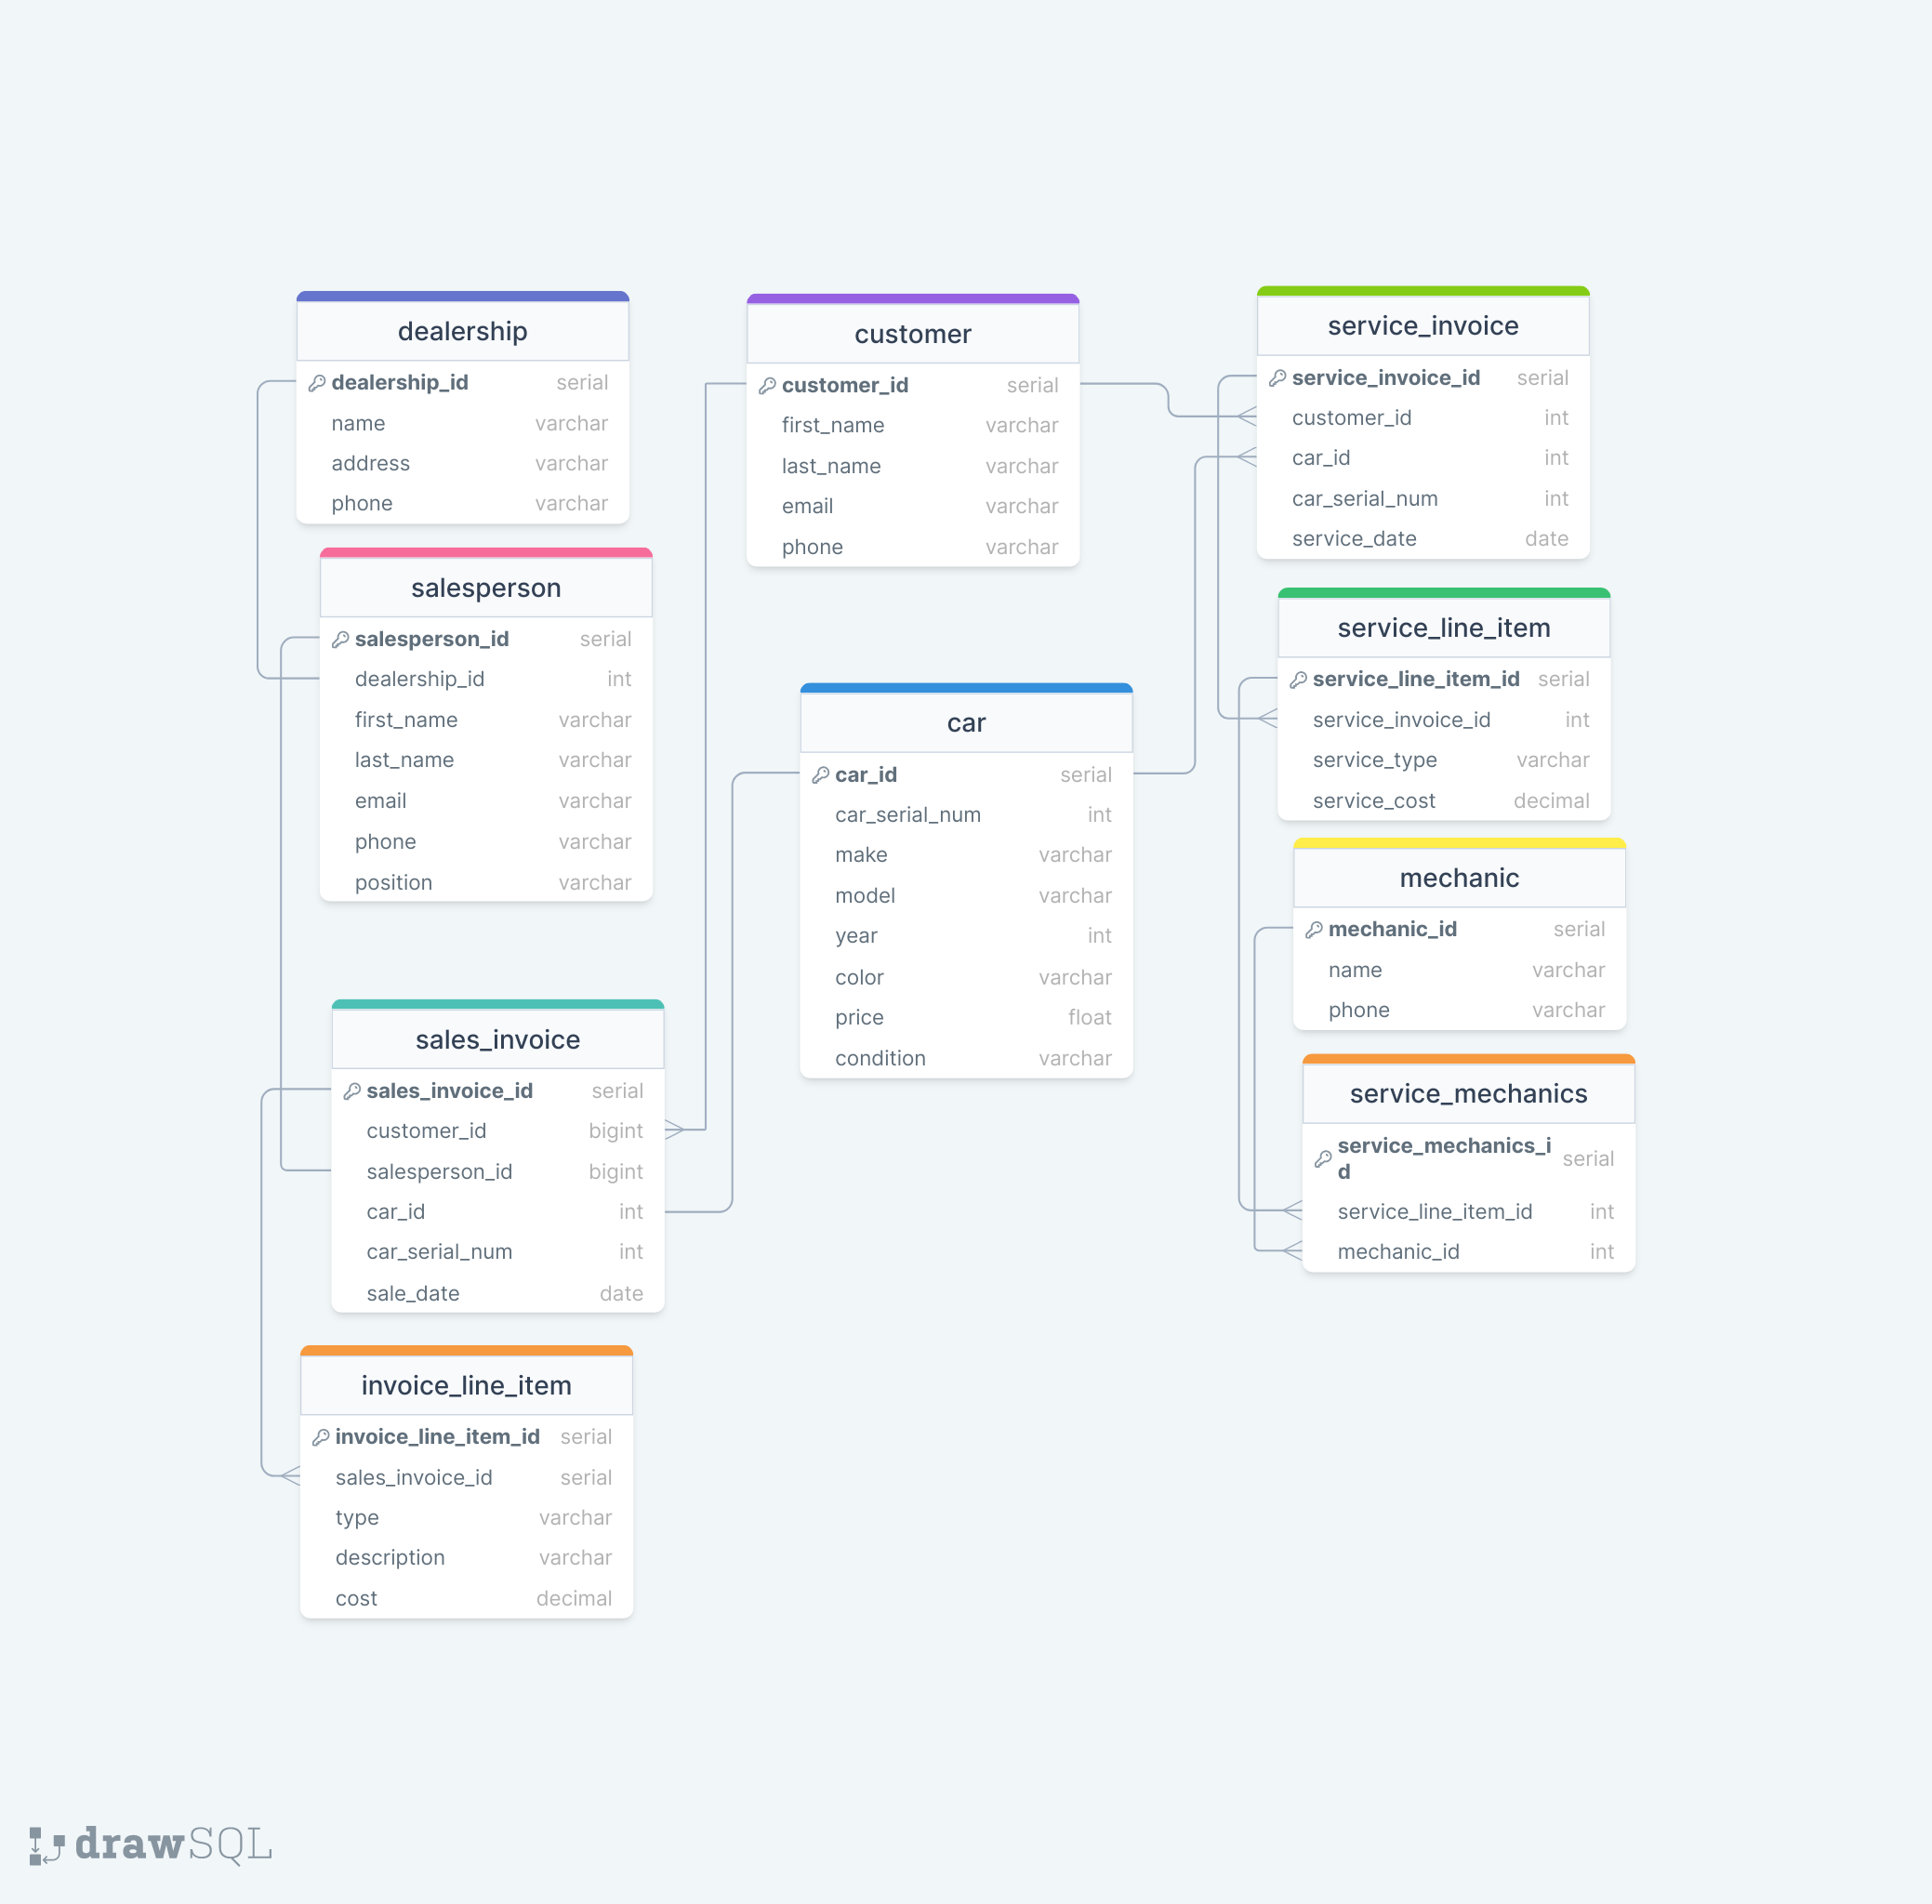 dealership
dealership_id serial
name varchar
address varchar
phone varchar
salesperson
salesperson_id serial
dealership_id int
first_name varchar
last_name varchar
email varchar
phone varchar
position varchar
sales_invoice
sales_invoice_id serial
customer_id bigint
salesperson_id bigint
car_id int
car_serial_num int
sale_date date
invoice_line_item
invoice_line_item_id serial
sales_invoice_id serial
type varchar
description varchar
cost decimal
customer
customer_id serial
first_name varchar
last_name varchar
email varchar
phone varchar
car
car_id serial
car_serial_num int
make varchar
model varchar
year int
color varchar
price float
condition varchar
service_invoice
service_invoice_id serial
customer_id int
car_id int
car_serial_num int
service_date date
service_line_item
service_line_item_id serial
service_invoice_id int
service_type varchar
service_cost decimal
mechanic
mechanic_id serial
name varchar
phone varchar
service_mechanics
service_mechanics_i
d serial
service_line_item_id int
mechanic_id int
drawSQL